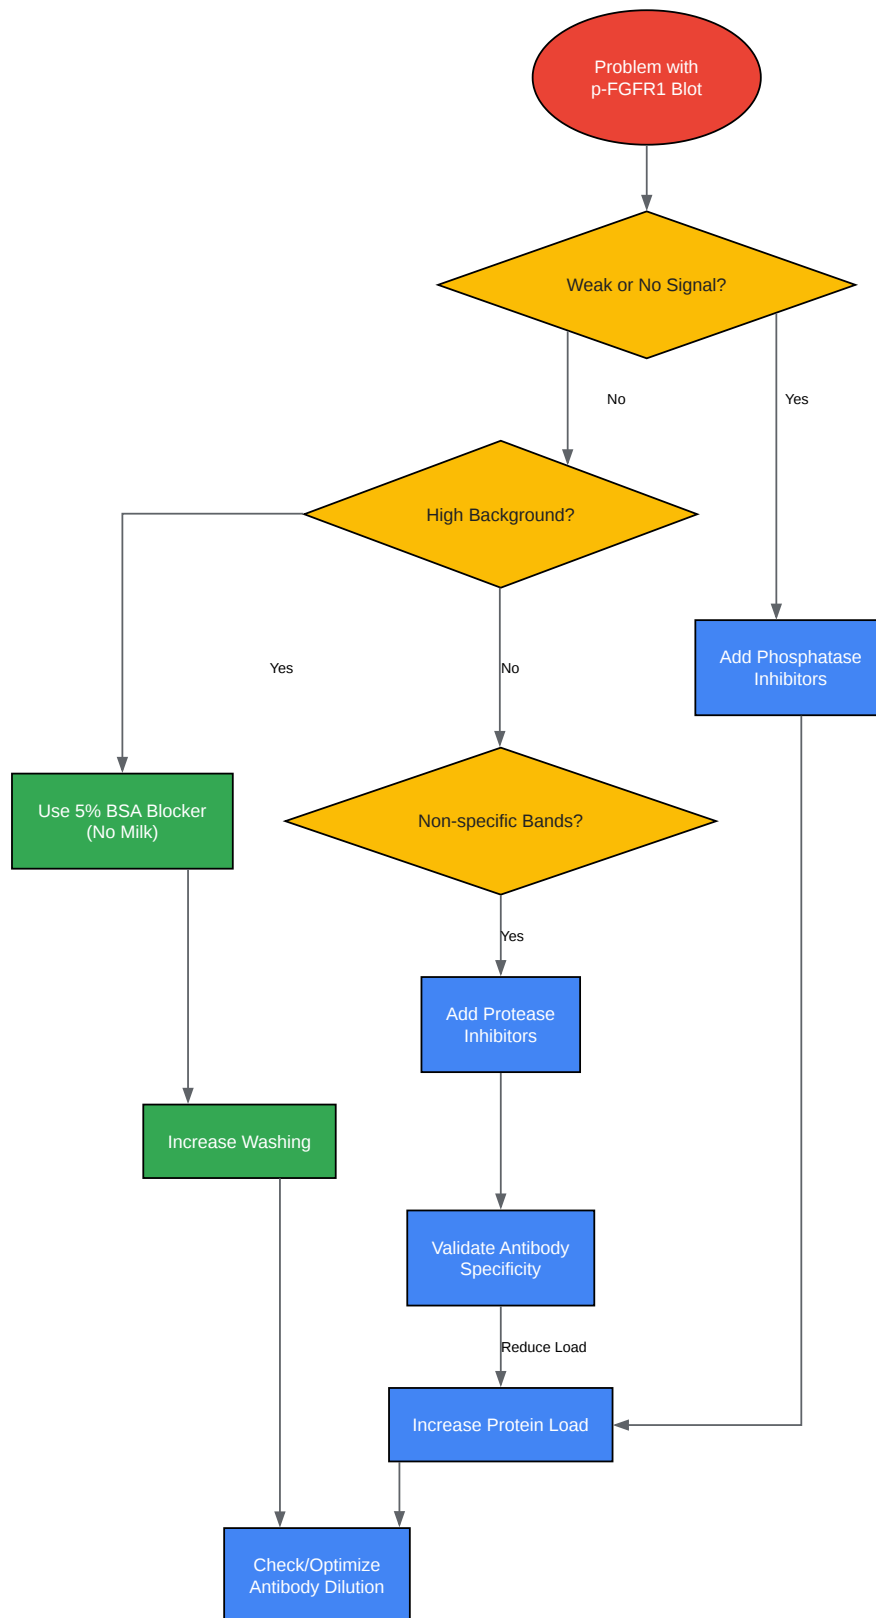 Problem with
p-FGFR1 Blot
Weak or No Signal?
No
Yes
High Background?
Yes
No
Add Phosphatase
Inhibitors
Use 5% BSA Blocker
(No Milk)
Non-specific Bands?
Yes
Add Protease
Inhibitors
Increase Washing
Validate Antibody
Specificity
Reduce Load
Increase Protein Load
Check/Optimize
Antibody Dilution